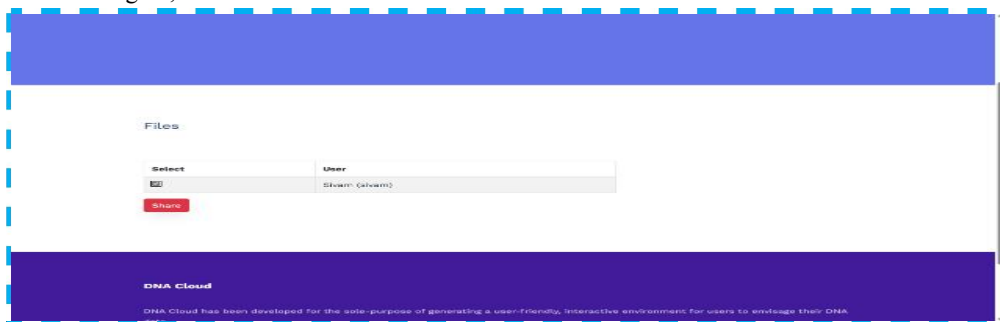 Files
Select User
Sivam (sivam)
Share
DNA Cloud
DNA Cloud has been developed for the sole-purpose of generating a user-friendly, interactive environment for users to envisage their DNA